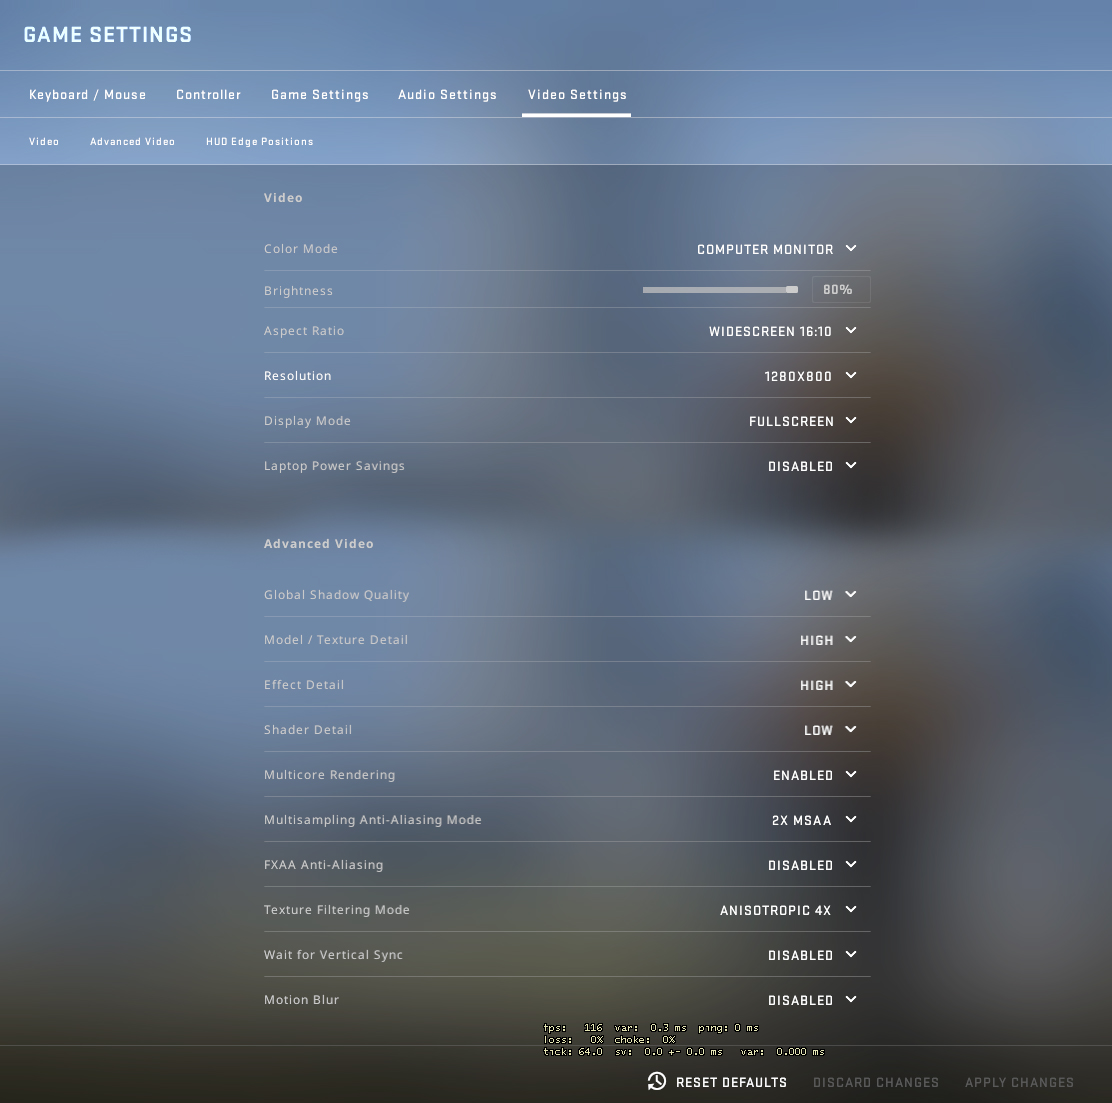 GAME SETTINGS
Keyboard / Mouse Controller Game Settings Audio Settings Video Settings
Video Advanced Video HUD Edge Positions
Video
Color Mode COMPUTER MONITOR
Brightness 80%
Aspect Ratio WIDESCREEN 16:10
Resolution 1280X800
Display Mode FULLSCREEN
Laptop Power Savings DISABLED
Advanced Video
Global Shadow Quality LOW
Model / Texture Detail HIGH
Effect Detail HIGH
Shader Detail LOW
Multicore Rendering ENABLED
Multisampling Anti-Aliasing Mode 2X MSAA
FXAA Anti-Aliasing DISABLED
Texture Filtering Mode ANISOTROPIC 4X
Wait for Vertical Sync DISABLED
Motion Blur DISABLED
fps: 116 var: 0.3 ms ping: 0 ms
loss: 0% choke: 0%
tick: 64.0 sv: 0.0 +- 0.0 ms var: 0.000 ms
RESET DEFAULTS DISCARD CHANGES APPLY CHANGES